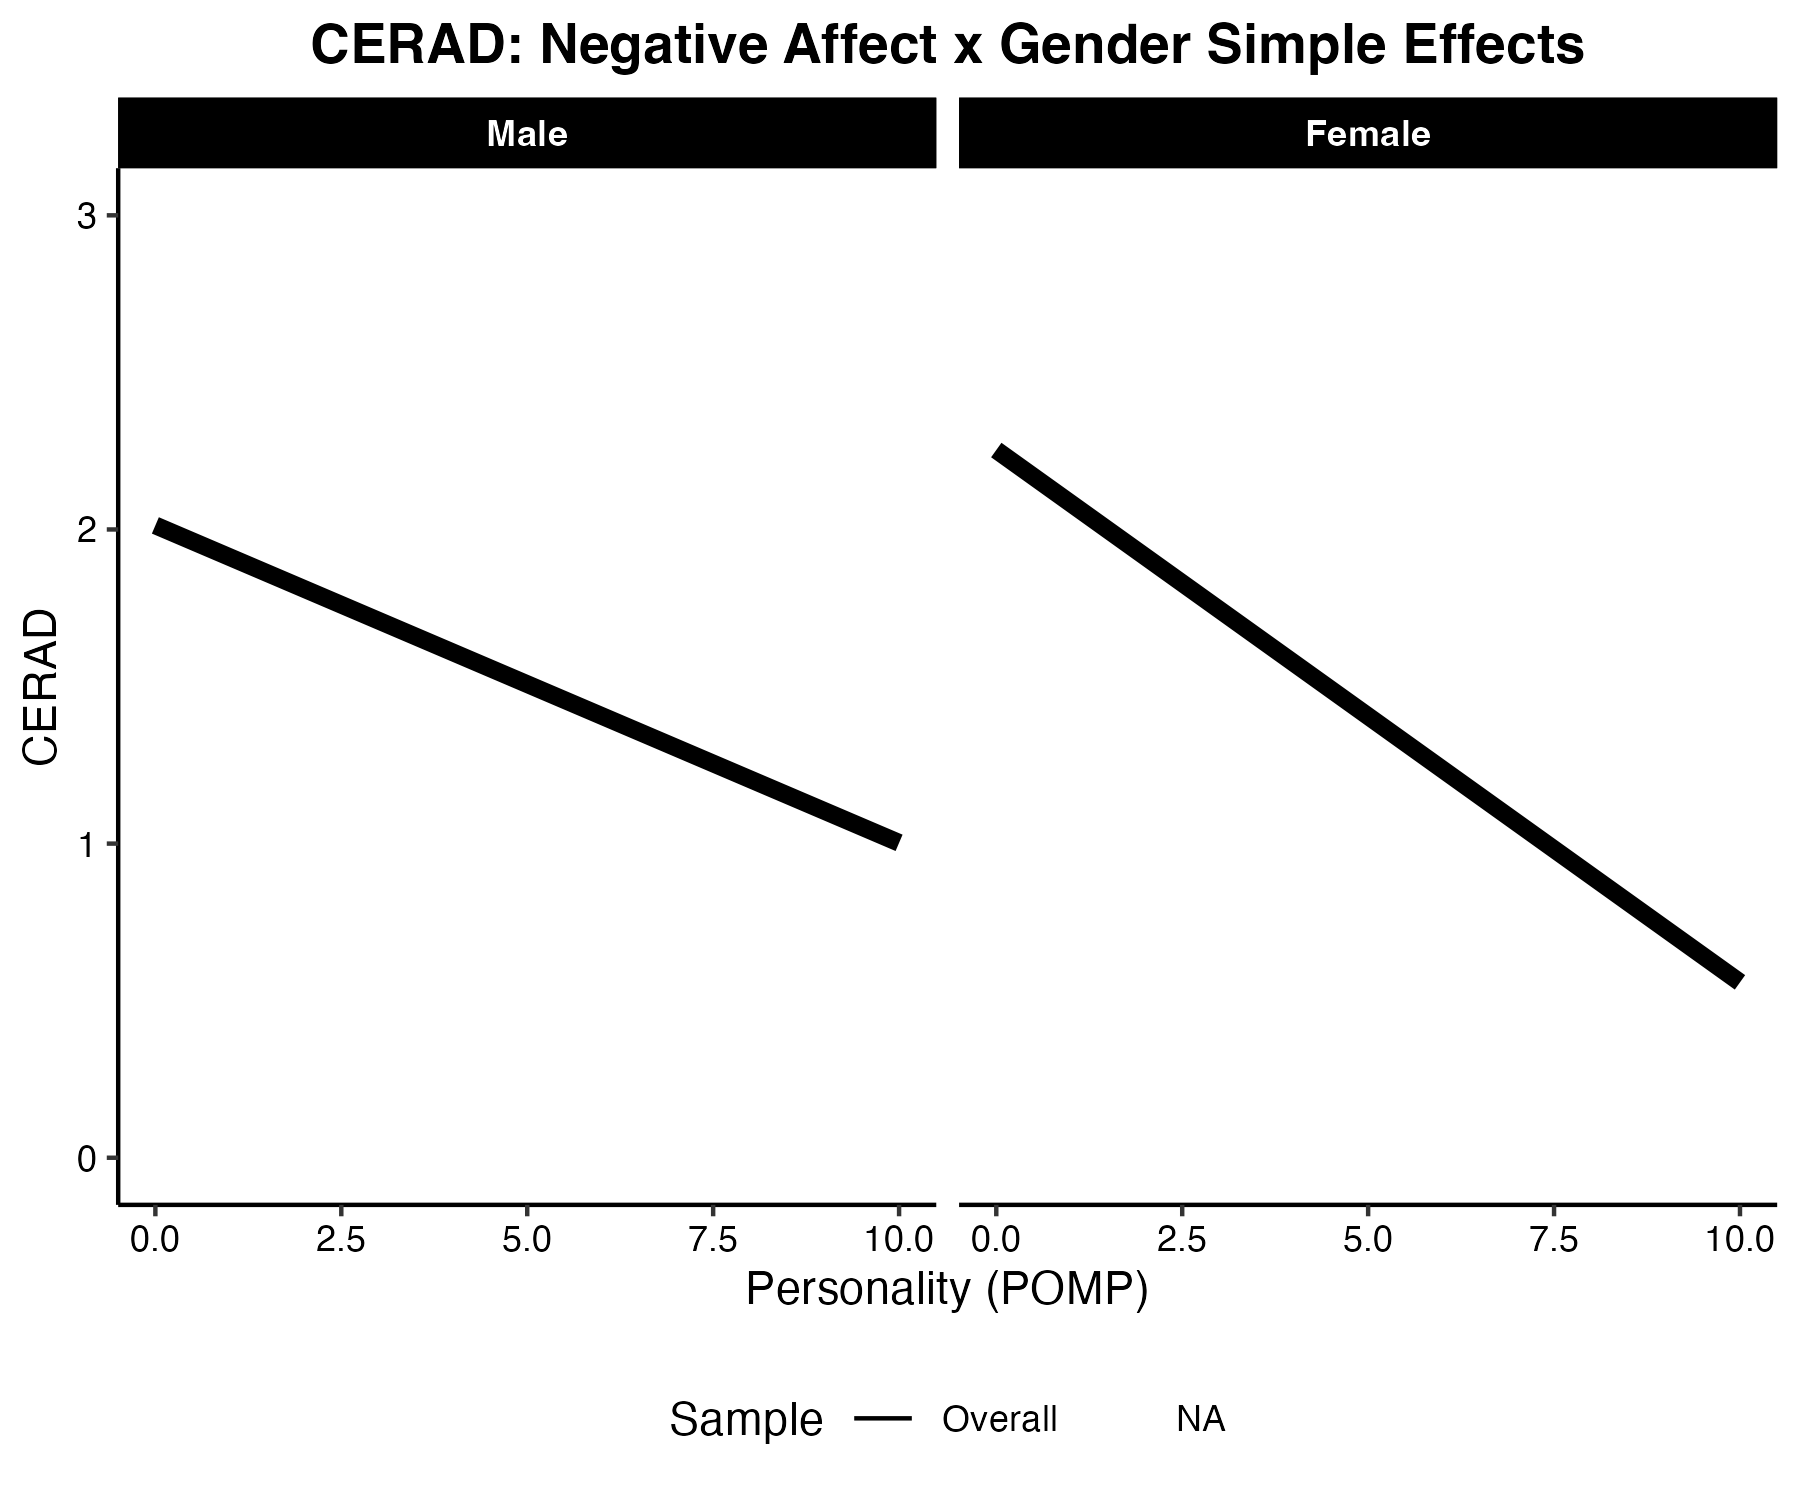 CERAD: Negative Affect x Gender Simple Effects
Male Female
3
2
1
0
CERAD
0.0 2.5 5.0 7.5 10.0 0.0 2.5 5.0 7.5 10.0
Personality (POMP)
Sample Overall NA